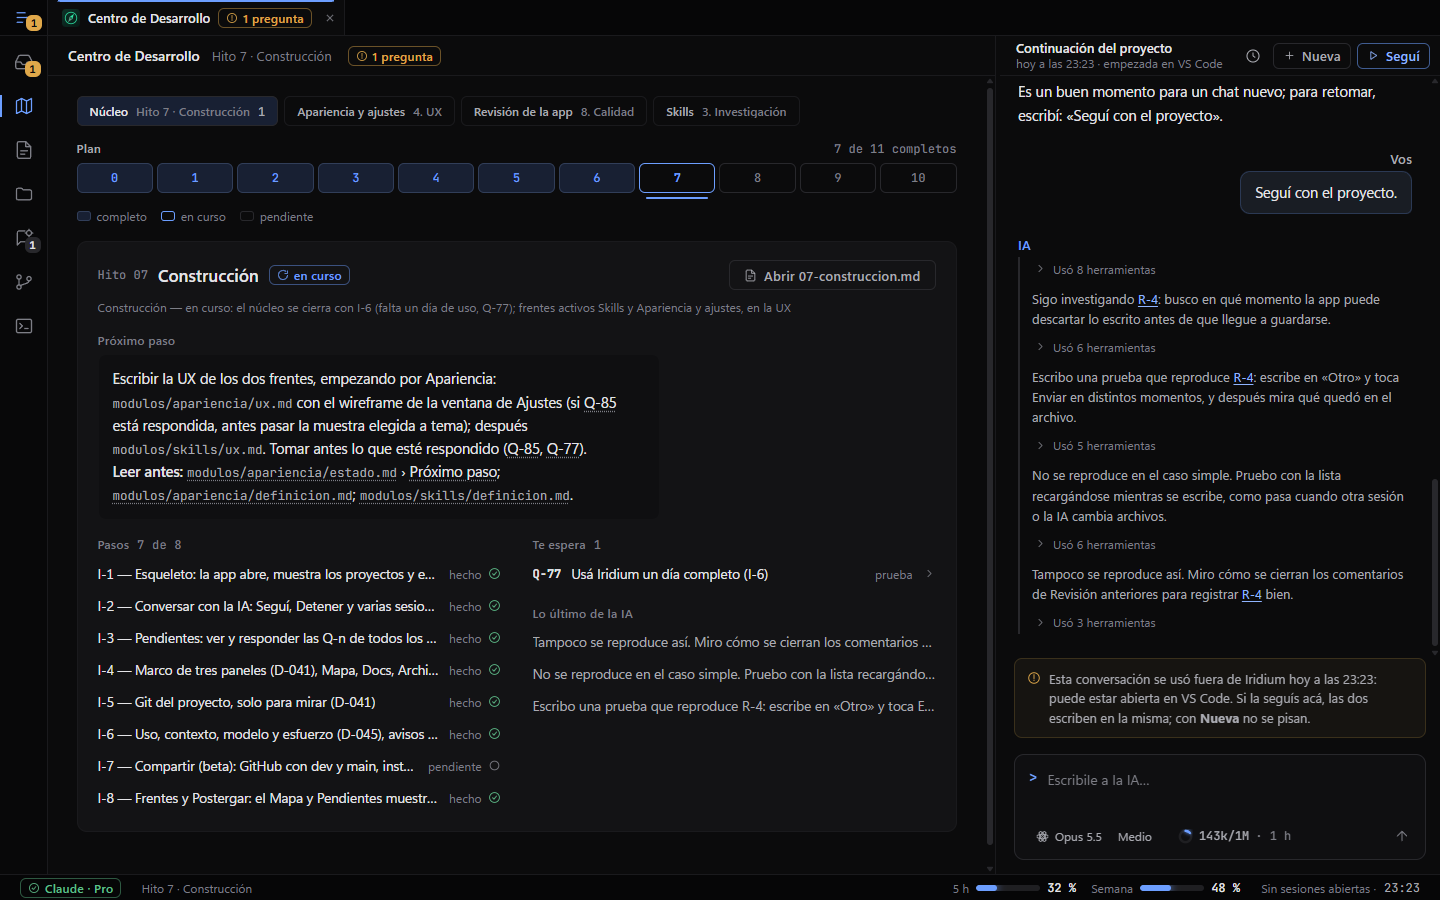 1
Centro de Desarrollo
1 pregunta
×
1
1
Centro de Desarrollo Hito 7 · Construcción
1 pregunta
Núcleo Hito 7 · Construcción 1
Apariencia y ajustes 4. UX
Revisión de la app 8. Calidad
Skills 3. Investigación
Plan
7 de 11 completos
0 1 2 3 4 5 6 7 8 9 10
completo en curso pendiente
Hito 07 Construcción en curso
Abrir 07-construccion.md
Construcción — en curso: el núcleo se cierra con I-6 (falta un día de uso, Q-77); frentes activos Skills y Apariencia y ajustes, en la UX
Próximo paso
Escribir la UX de los dos frentes, empezando por Apariencia:
modulos/apariencia/ux.md con el wireframe de la ventana de Ajustes (si Q-85
está respondida, antes pasar la muestra elegida a tema); después
modulos/skills/ux.md. Tomar antes lo que esté respondido (Q-85, Q-77).
Leer antes: modulos/apariencia/estado.md › Próximo paso;
modulos/apariencia/definicion.md; modulos/skills/definicion.md.
Pasos 7 de 8
I-1 — Esqueleto: la app abre, muestra los proyectos y e... hecho
I-2 — Conversar con la IA: Seguí, Detener y varias sesio... hecho
I-3 — Pendientes: ver y responder las Q-n de todos los ... hecho
I-4 — Marco de tres paneles (D-041), Mapa, Docs, Archi... hecho
I-5 — Git del proyecto, solo para mirar (D-041) hecho
I-6 — Uso, contexto, modelo y esfuerzo (D-045), avisos ... hecho
I-7 — Compartir (beta): GitHub con dev y main, inst... pendiente
I-8 — Frentes y Postergar: el Mapa y Pendientes muestr... hecho
Te espera 1
Q-77 Usá Iridium un día completo (I-6) prueba
Lo último de la IA
Tampoco se reproduce así. Miro cómo se cierran los comentarios ...
No se reproduce en el caso simple. Pruebo con la lista recargándo...
Escribo una prueba que reproduce R-4: escribe en «Otro» y toca E...
Continuación del proyecto
hoy a las 23:23 · empezada en VS Code
+ Nueva
Seguí
Es un buen momento para un chat nuevo; para retomar,
escribí: «Seguí con el proyecto».
Vos
Seguí con el proyecto.
IA
Usó 8 herramientas
Sigo investigando R-4: busco en qué momento la app puede
descartar lo escrito antes de que llegue a guardarse.
Usó 6 herramientas
Escribo una prueba que reproduce R-4: escribe en «Otro» y toca
Enviar en distintos momentos, y después mira qué quedó en el
archivo.
Usó 5 herramientas
No se reproduce en el caso simple. Pruebo con la lista
recargándose mientras se escribe, como pasa cuando otra sesión
o la IA cambia archivos.
Usó 6 herramientas
Tampoco se reproduce así. Miro cómo se cierran los comentarios
de Revisión anteriores para registrar R-4 bien.
Usó 3 herramientas
Esta conversación se usó fuera de Iridium hoy a las 23:23:
puede estar abierta en VS Code. Si la seguís acá, las dos
escriben en la misma; con Nueva no se pisan.
> Escribile a la IA...
Opus 5.5 Medio 143k/1M · 1 h
Claude · Pro
Hito 7 · Construcción
5 h 32 %
Semana 48 %
Sin sesiones abiertas · 23:23